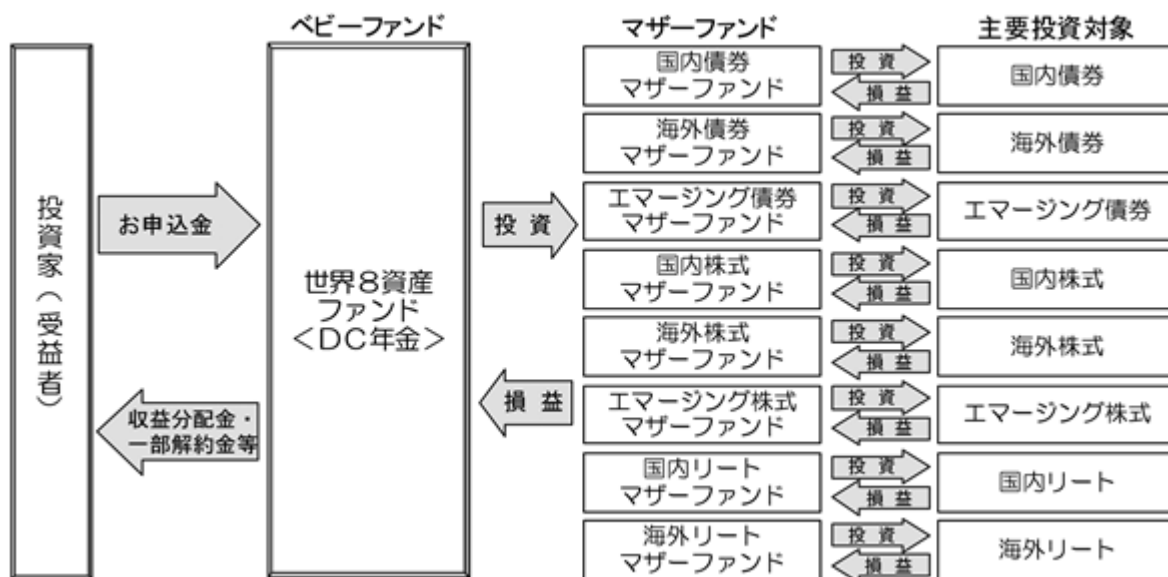 ベビーファンド
マザーファンド
主要投資対象
投資家（受益者）
お申込金
収益分配金・
一部解約金等
世界８資産
ファンド
＜ＤＣ年金＞
投 資
損 益
国内債券
マザーファンド
投 資
損 益
国内債券
海外債券
マザーファンド
投 資
損 益
海外債券
エマージング債券
マザーファンド
投 資
損 益
エマージング債券
国内株式
マザーファンド
投 資
損 益
国内株式
海外株式
マザーファンド
投 資
損 益
海外株式
エマージング株式
マザーファンド
投 資
損 益
エマージング株式
国内リート
マザーファンド
投 資
損 益
国内リート
海外リート
マザーファンド
投 資
損 益
海外リート